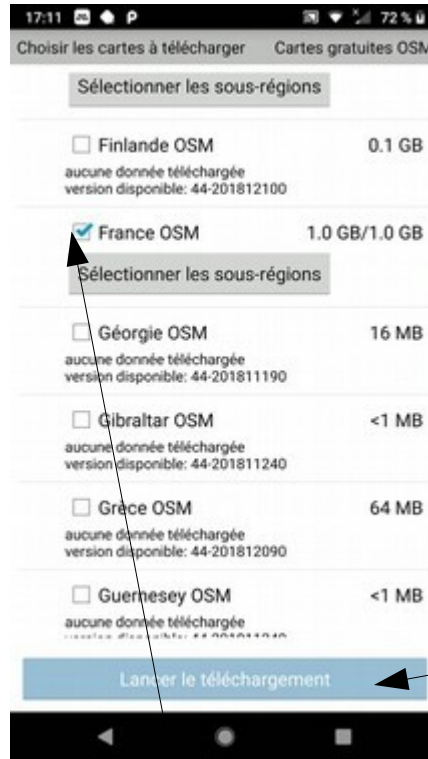 17:11 P 72 %
Choisir les cartes à télécharger Cartes gratuites OSM
Sélectionner les sous-régions
Finlande OSM 0.1 GB
aucune donnée téléchargée
version disponible: 44-201812100
France OSM 1.0 GB/1.0 GB
Sélectionner les sous-régions
Géorgie OSM 16 MB
aucune donnée téléchargée
version disponible: 44-201811190
Gibraltar OSM <1 MB
aucune donnée téléchargée
version disponible: 44-201811240
Grèce OSM 64 MB
aucune donnée téléchargée
version disponible: 44-201812090
Guernesey OSM <1 MB
aucune donnée téléchargée
Lancer le téléchargement